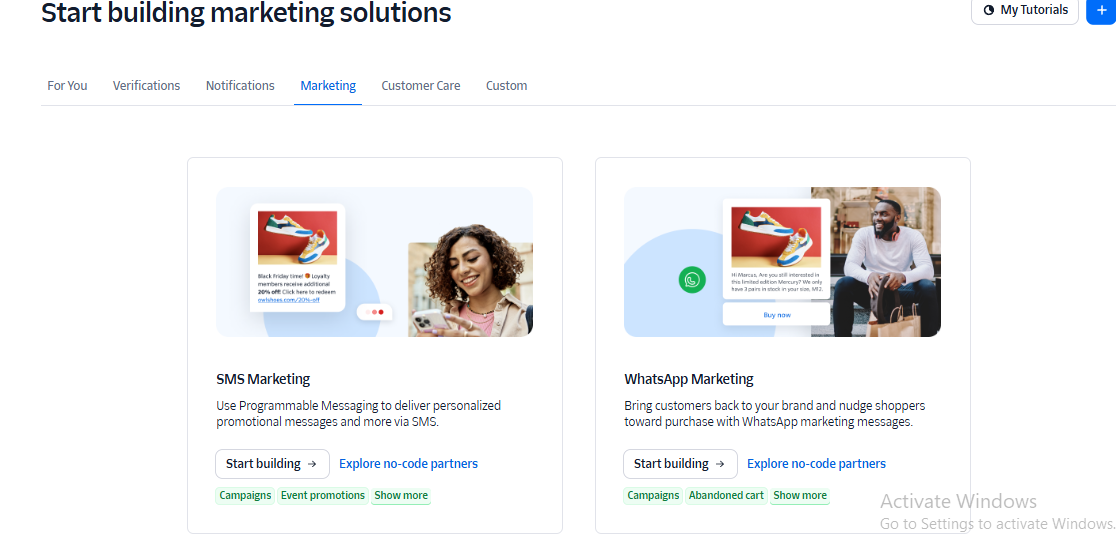 Start building marketing solutions
My Tutorials
+
For You
Verifications
Notifications
Marketing
Customer Care
Custom
Black Friday time! Loyalty
members receive additional
20% off! Click here to redeem
owlshoes.com/20%-off
Hi Marcus, Are you still interested in
this limited edition Mercury? We only
have 3 pairs in stock in your size, M12.
Buy now
SMS Marketing
Use Programmable Messaging to deliver personalized
promotional messages and more via SMS.
Start building →
Explore no-code partners
Campaigns
Event promotions
Show more
WhatsApp Marketing
Bring customers back to your brand and nudge shoppers
toward purchase with WhatsApp marketing messages.
Start building →
Explore no-code partners
Campaigns
Abandoned cart
Show more
Activate Windows
Go to Settings to activate Windows.